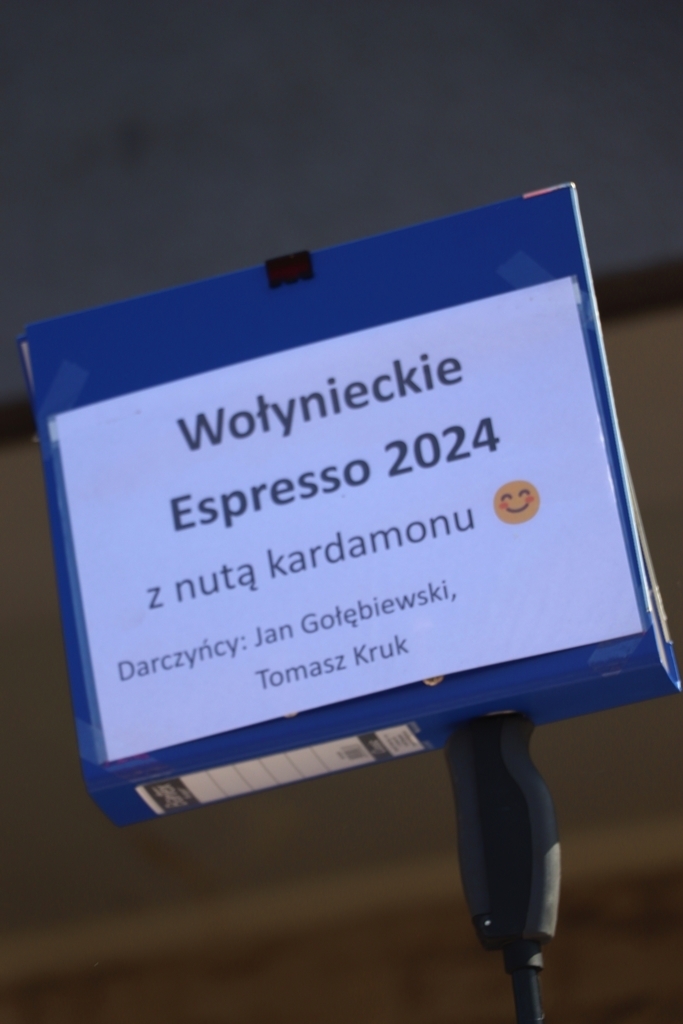 Wołynieckie
Espresso 2024
z nutą kardamonu 😊
Darczyńcy: Jan Gołębiewski,
Tomasz Kruk